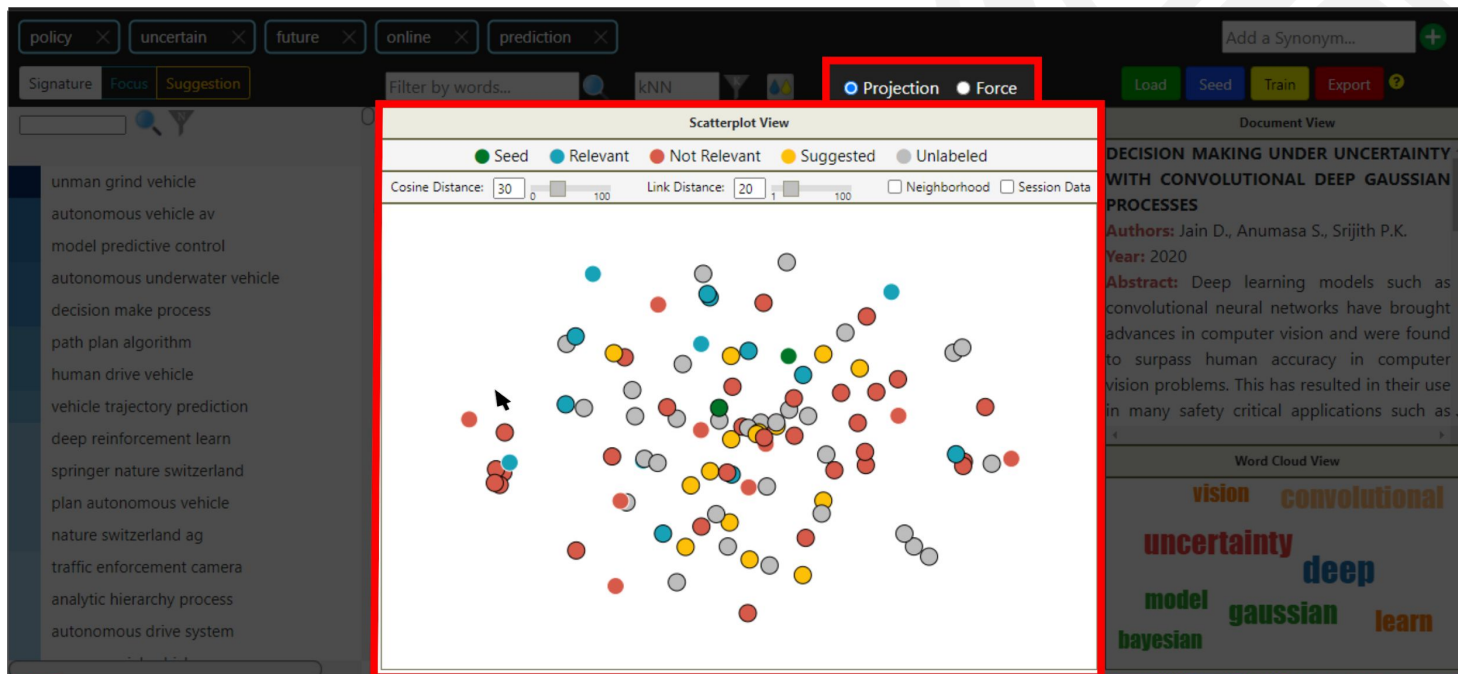 policy × uncertain × future × online × prediction × Add a Synonym...
Signature Focus Suggestion Filter by words... kNN Projection Force Load Seed Train Export ?
Scatterplot View
Seed Relevant Not Relevant Suggested Unlabeled
Cosine Distance: 30 0 100 Link Distance: 20 1 100 Neighborhood Session Data
unman grind vehicle
autonomous vehicle av
model predictive control
autonomous underwater vehicle
decision make process
path plan algorithm
human drive vehicle
vehicle trajectory prediction
deep reinforcement learn
springer nature switzerland
plan autonomous vehicle
nature switzerland ag
traffic enforcement camera
analytic hierarchy process
autonomous drive system
Document View
DECISION MAKING UNDER UNCERTAINTY
WITH CONVOLUTIONAL DEEP GAUSSIAN
PROCESSES
Authors: Jain D., Anumasa S., Srijith P.K.
Year: 2020
Abstract: Deep learning models such as
convolutional neural networks have brought
advances in computer vision and were found
to surpass human accuracy in computer
vision problems. This has resulted in their use
in many safety critical applications such as
Word Cloud View
vision convolutional
uncertainty
deep
model gaussian learn
bayesian